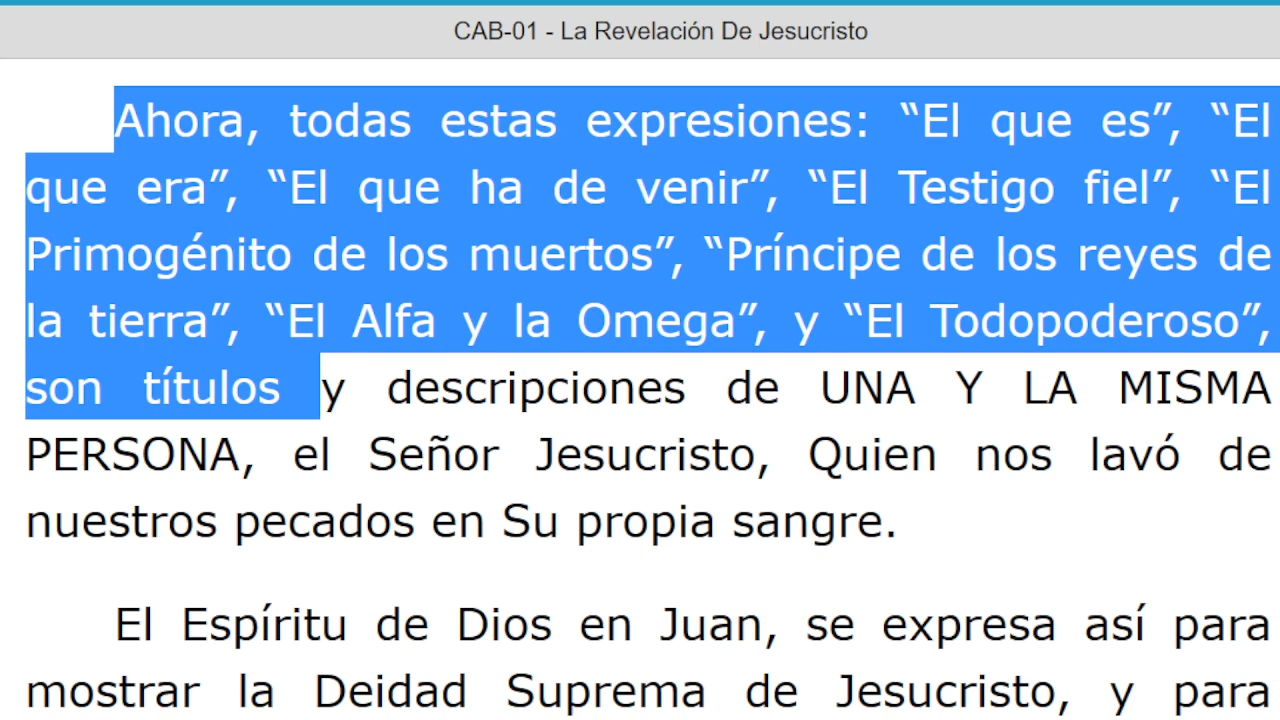 CAB-01 - La Revelación De Jesucristo
Ahora, todas estas expresiones: “El que es”, “El
que era”, “El que ha de venir”, “El Testigo fiel”, “El
Primogénito de los muertos”, “Príncipe de los reyes de
la tierra”, “El Alfa y la Omega”, y “El Todopoderoso”,
son títulos y descripciones de UNA Y LA MISMA
PERSONA, el Señor Jesucristo, Quien nos lavó de
nuestros pecados en Su propia sangre.
El Espíritu de Dios en Juan, se expresa así para
mostrar la Deidad Suprema de Jesucristo, y para